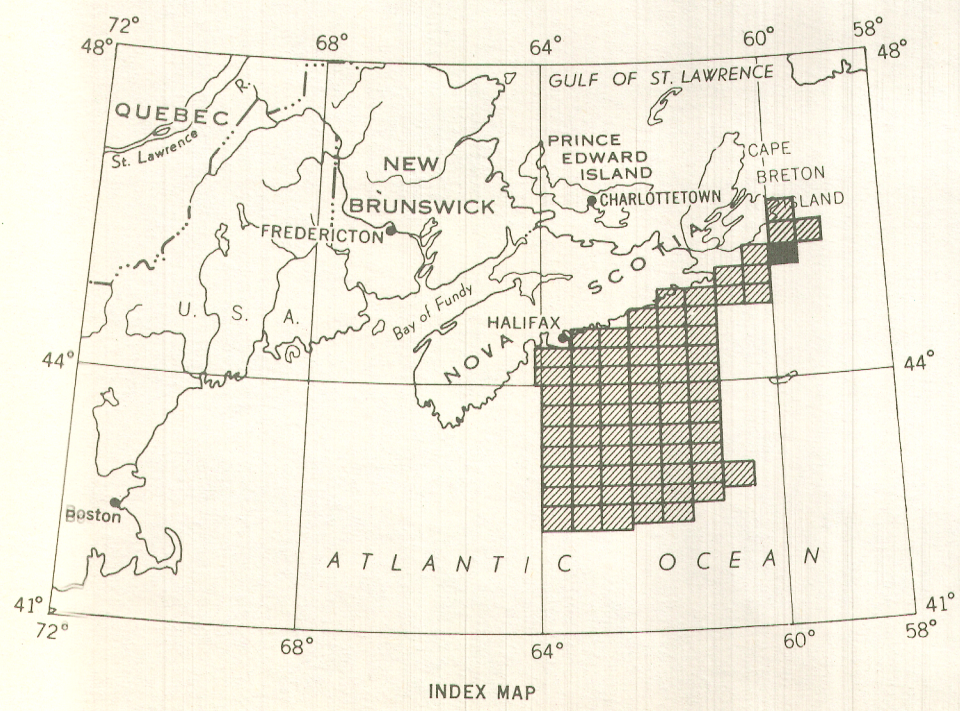 72°
68°
64°
60°
58°
48°
48°
GULF OF ST. LAWRENCE
R.
QUEBEC
St. Lawrence
PRINCE
EDWARD
ISLAND
CAPE
BRETON
ISLAND
NEW
BRUNSWICK
CHARLOTTETOWN
FREDERICTON
NOVA SCOTIA
U. S. A.
Bay of Fundy
HALIFAX
44°
44°
Boston
ATLANTIC OCEAN
41°
41°
72°
68°
64°
60°
58°
INDEX MAP